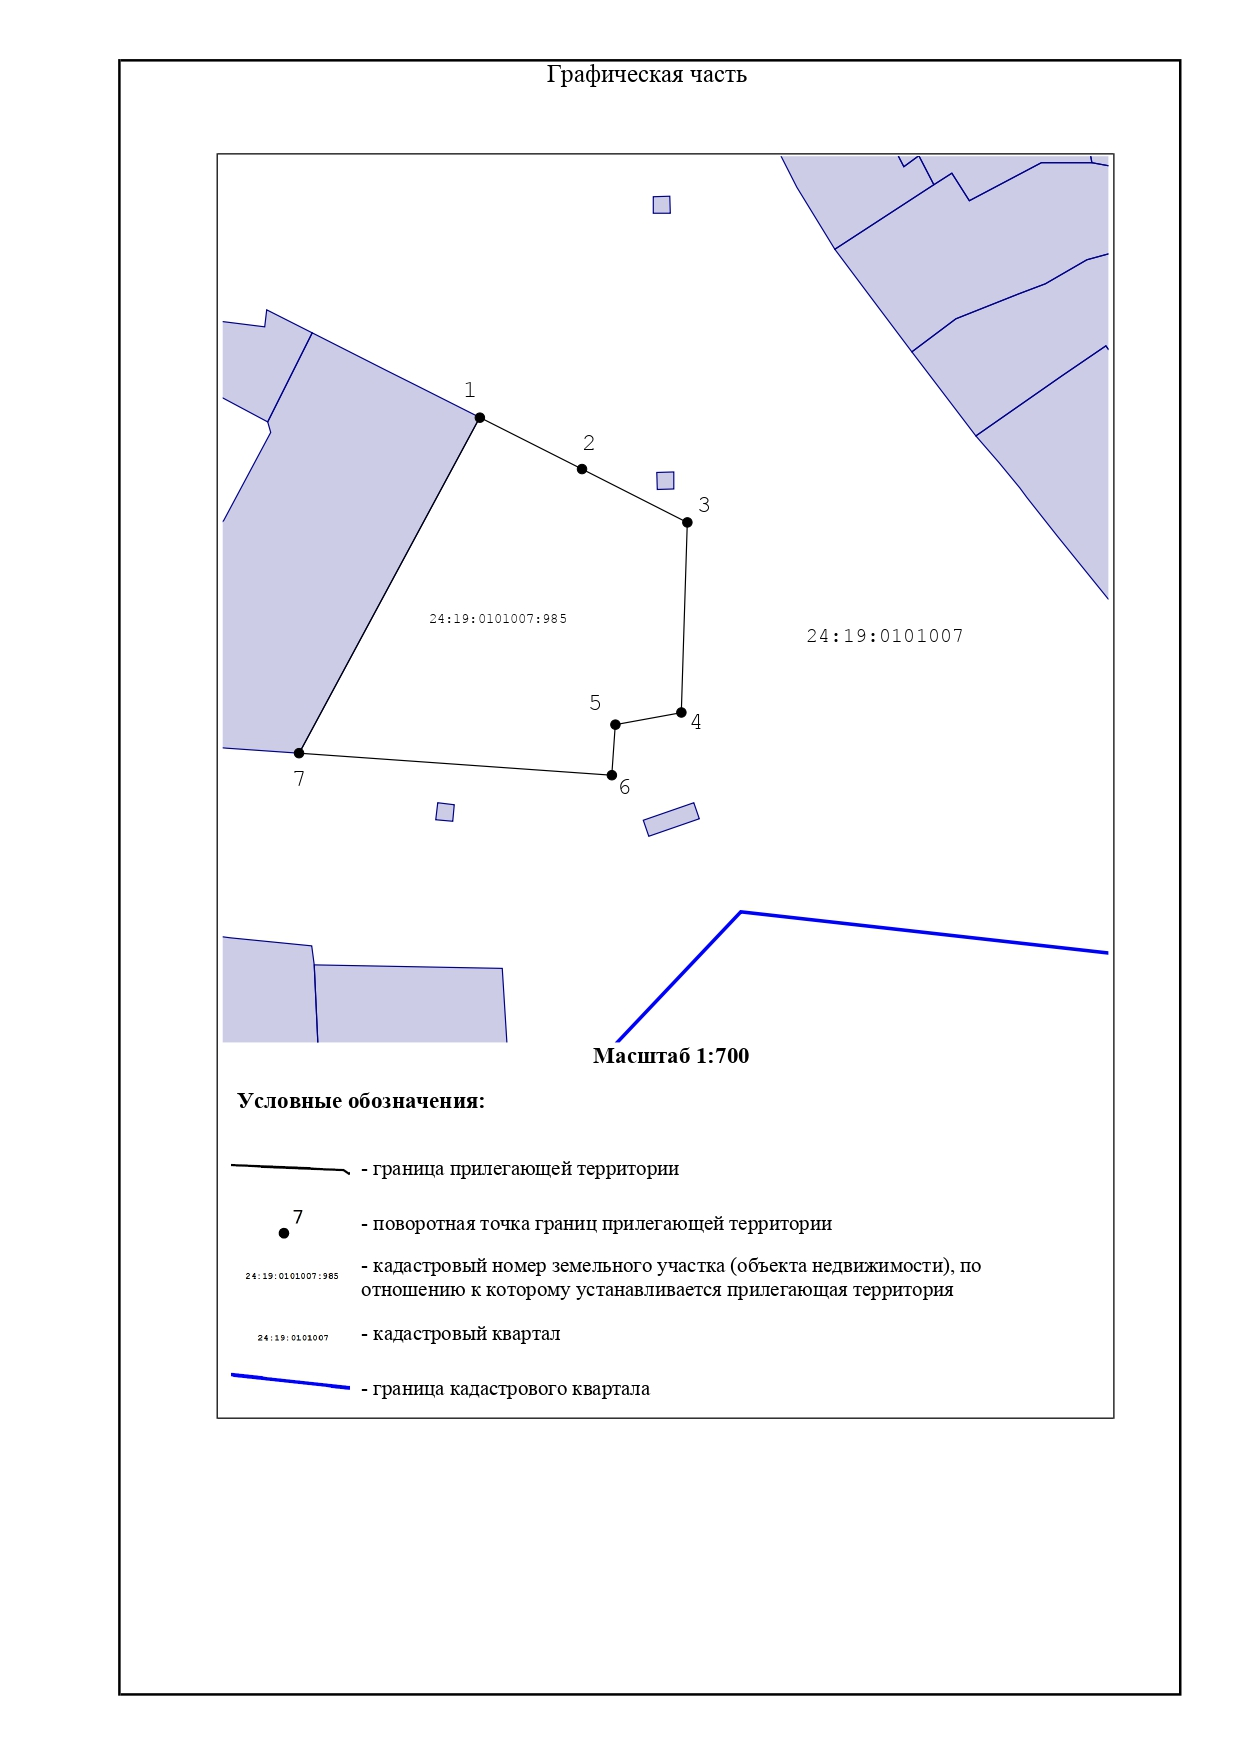 Графическая часть
1
2
3
24:19:0101007:985
24:19:0101007
5
4
7
6
Масштаб 1:700
Условные обозначения:
- граница прилегающей территории
7
- поворотная точка границ прилегающей территории
24:19:0101007:985
- кадастровый номер земельного участка (объекта недвижимости), по
отношению к которому устанавливается прилегающая территория
24:19:0101007
- кадастровый квартал
- граница кадастрового квартала